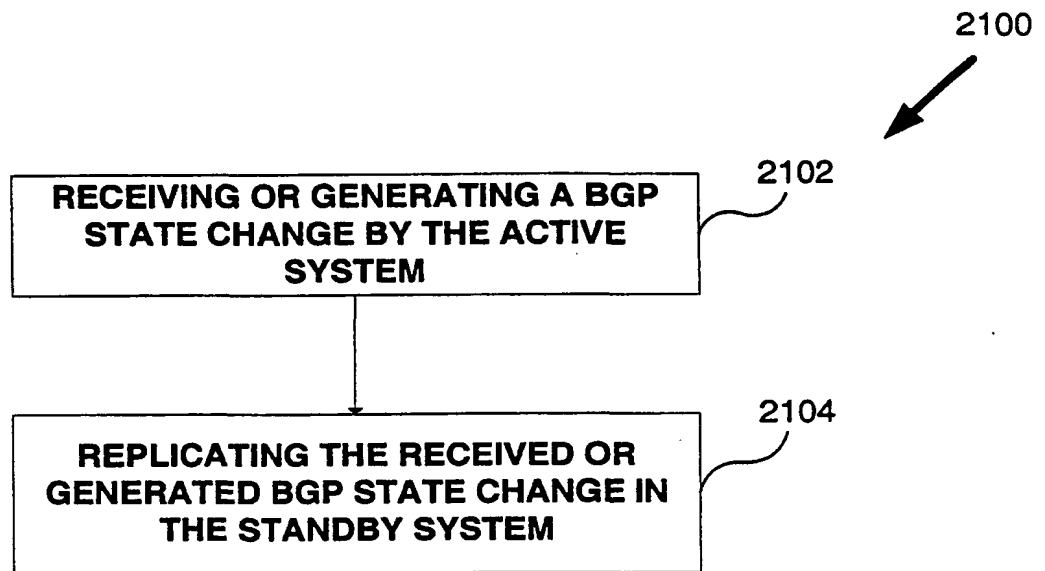 2100
2102
RECEIVING OR GENERATING A BGP
STATE CHANGE BY THE ACTIVE
SYSTEM
2104
REPLICATING THE RECEIVED OR
GENERATED BGP STATE CHANGE IN
THE STANDBY SYSTEM